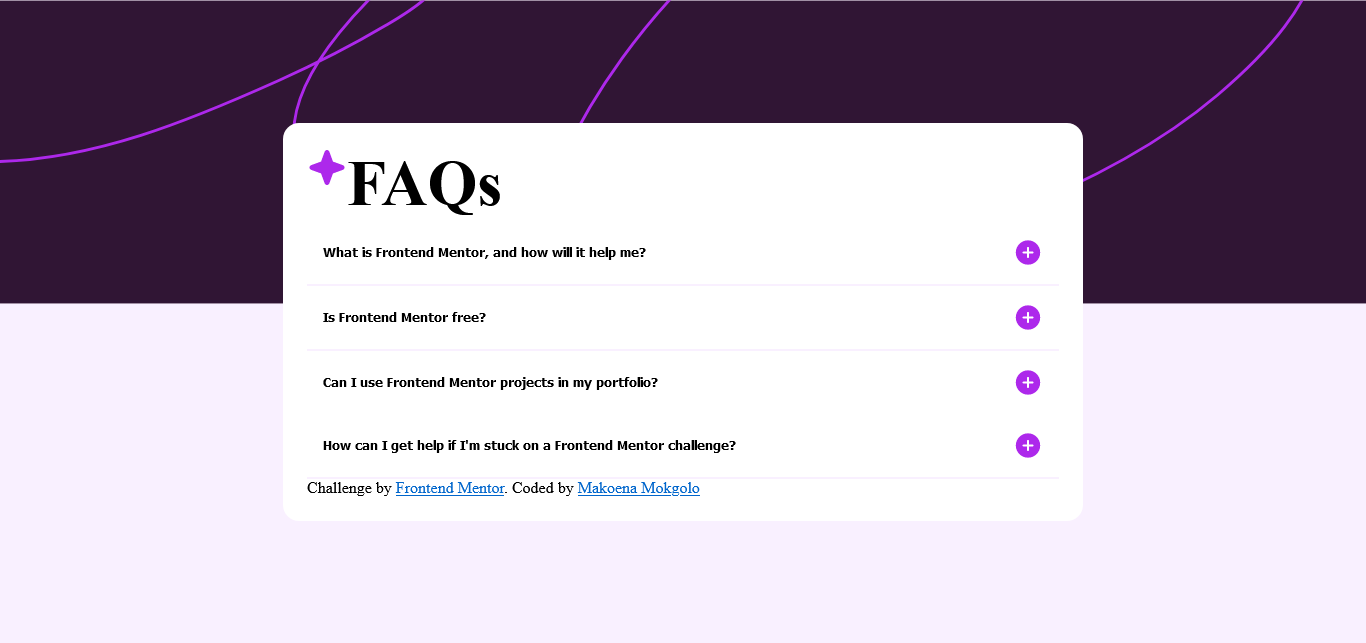 FAQs
What is Frontend Mentor, and how will it help me?
Is Frontend Mentor free?
Can I use Frontend Mentor projects in my portfolio?
How can I get help if I'm stuck on a Frontend Mentor challenge?
Challenge by Frontend Mentor. Coded by Makoena Mokgolo